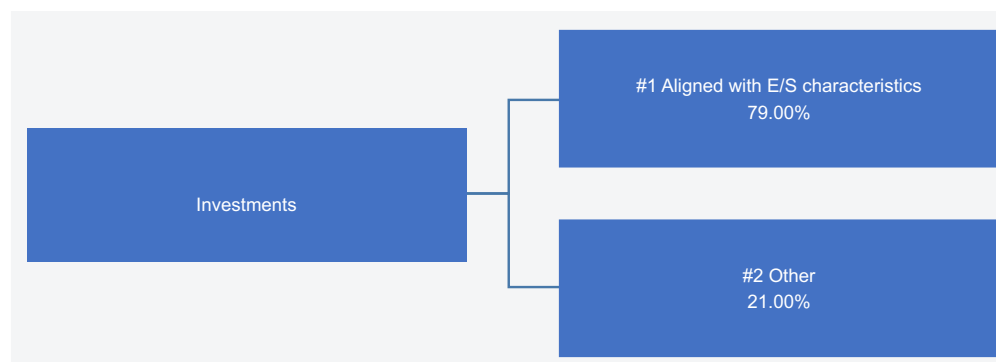 Investments
#1 Aligned with E/S characteristics
79.00%
#2 Other
21.00%